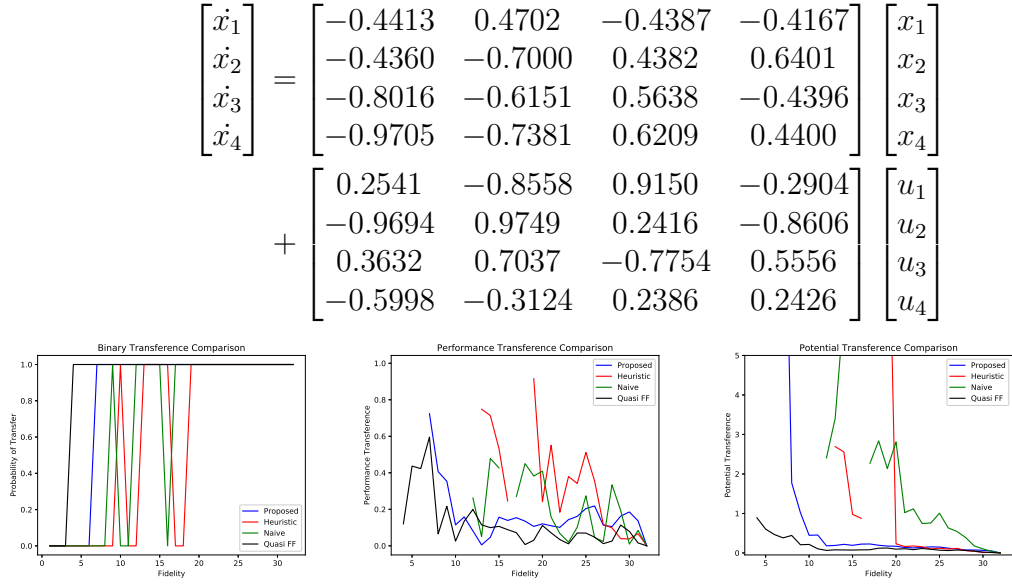 [ẋ1] = [−0.4413 0.4702 −0.4387 −0.4167] [x1]
[ẋ2] [−0.4360 −0.7000 0.4382 0.6401] [x2]
[ẋ3] [−0.8016 −0.6151 0.5638 −0.4396] [x3]
[ẋ4] [−0.9705 −0.7381 0.6209 0.4400] [x4]
+ [0.2541 −0.8558 0.9150 −0.2904] [u1]
[−0.9694 0.9749 0.2416 −0.8606] [u2]
[0.3632 0.7037 −0.7754 0.5556] [u3]
[−0.5998 −0.3124 0.2386 0.2426] [u4]
Binary Transference Comparison
Probability of Transfer
1.0
0.8
0.6
0.4
0.2
0.0
Proposed
Heuristic
Naive
Quasi FF
0 5 10 15 20 25 30
Fidelity
Performance Transference Comparison
Performance Transference
1.0
0.8
0.6
0.4
0.2
0.0
Proposed
Heuristic
Naive
Quasi FF
5 10 15 20 25 30
Fidelity
Potential Transference Comparison
Potential Transference
5
4
3
2
1
0
Proposed
Heuristic
Naive
Quasi FF
5 10 15 20 25 30
Fidelity